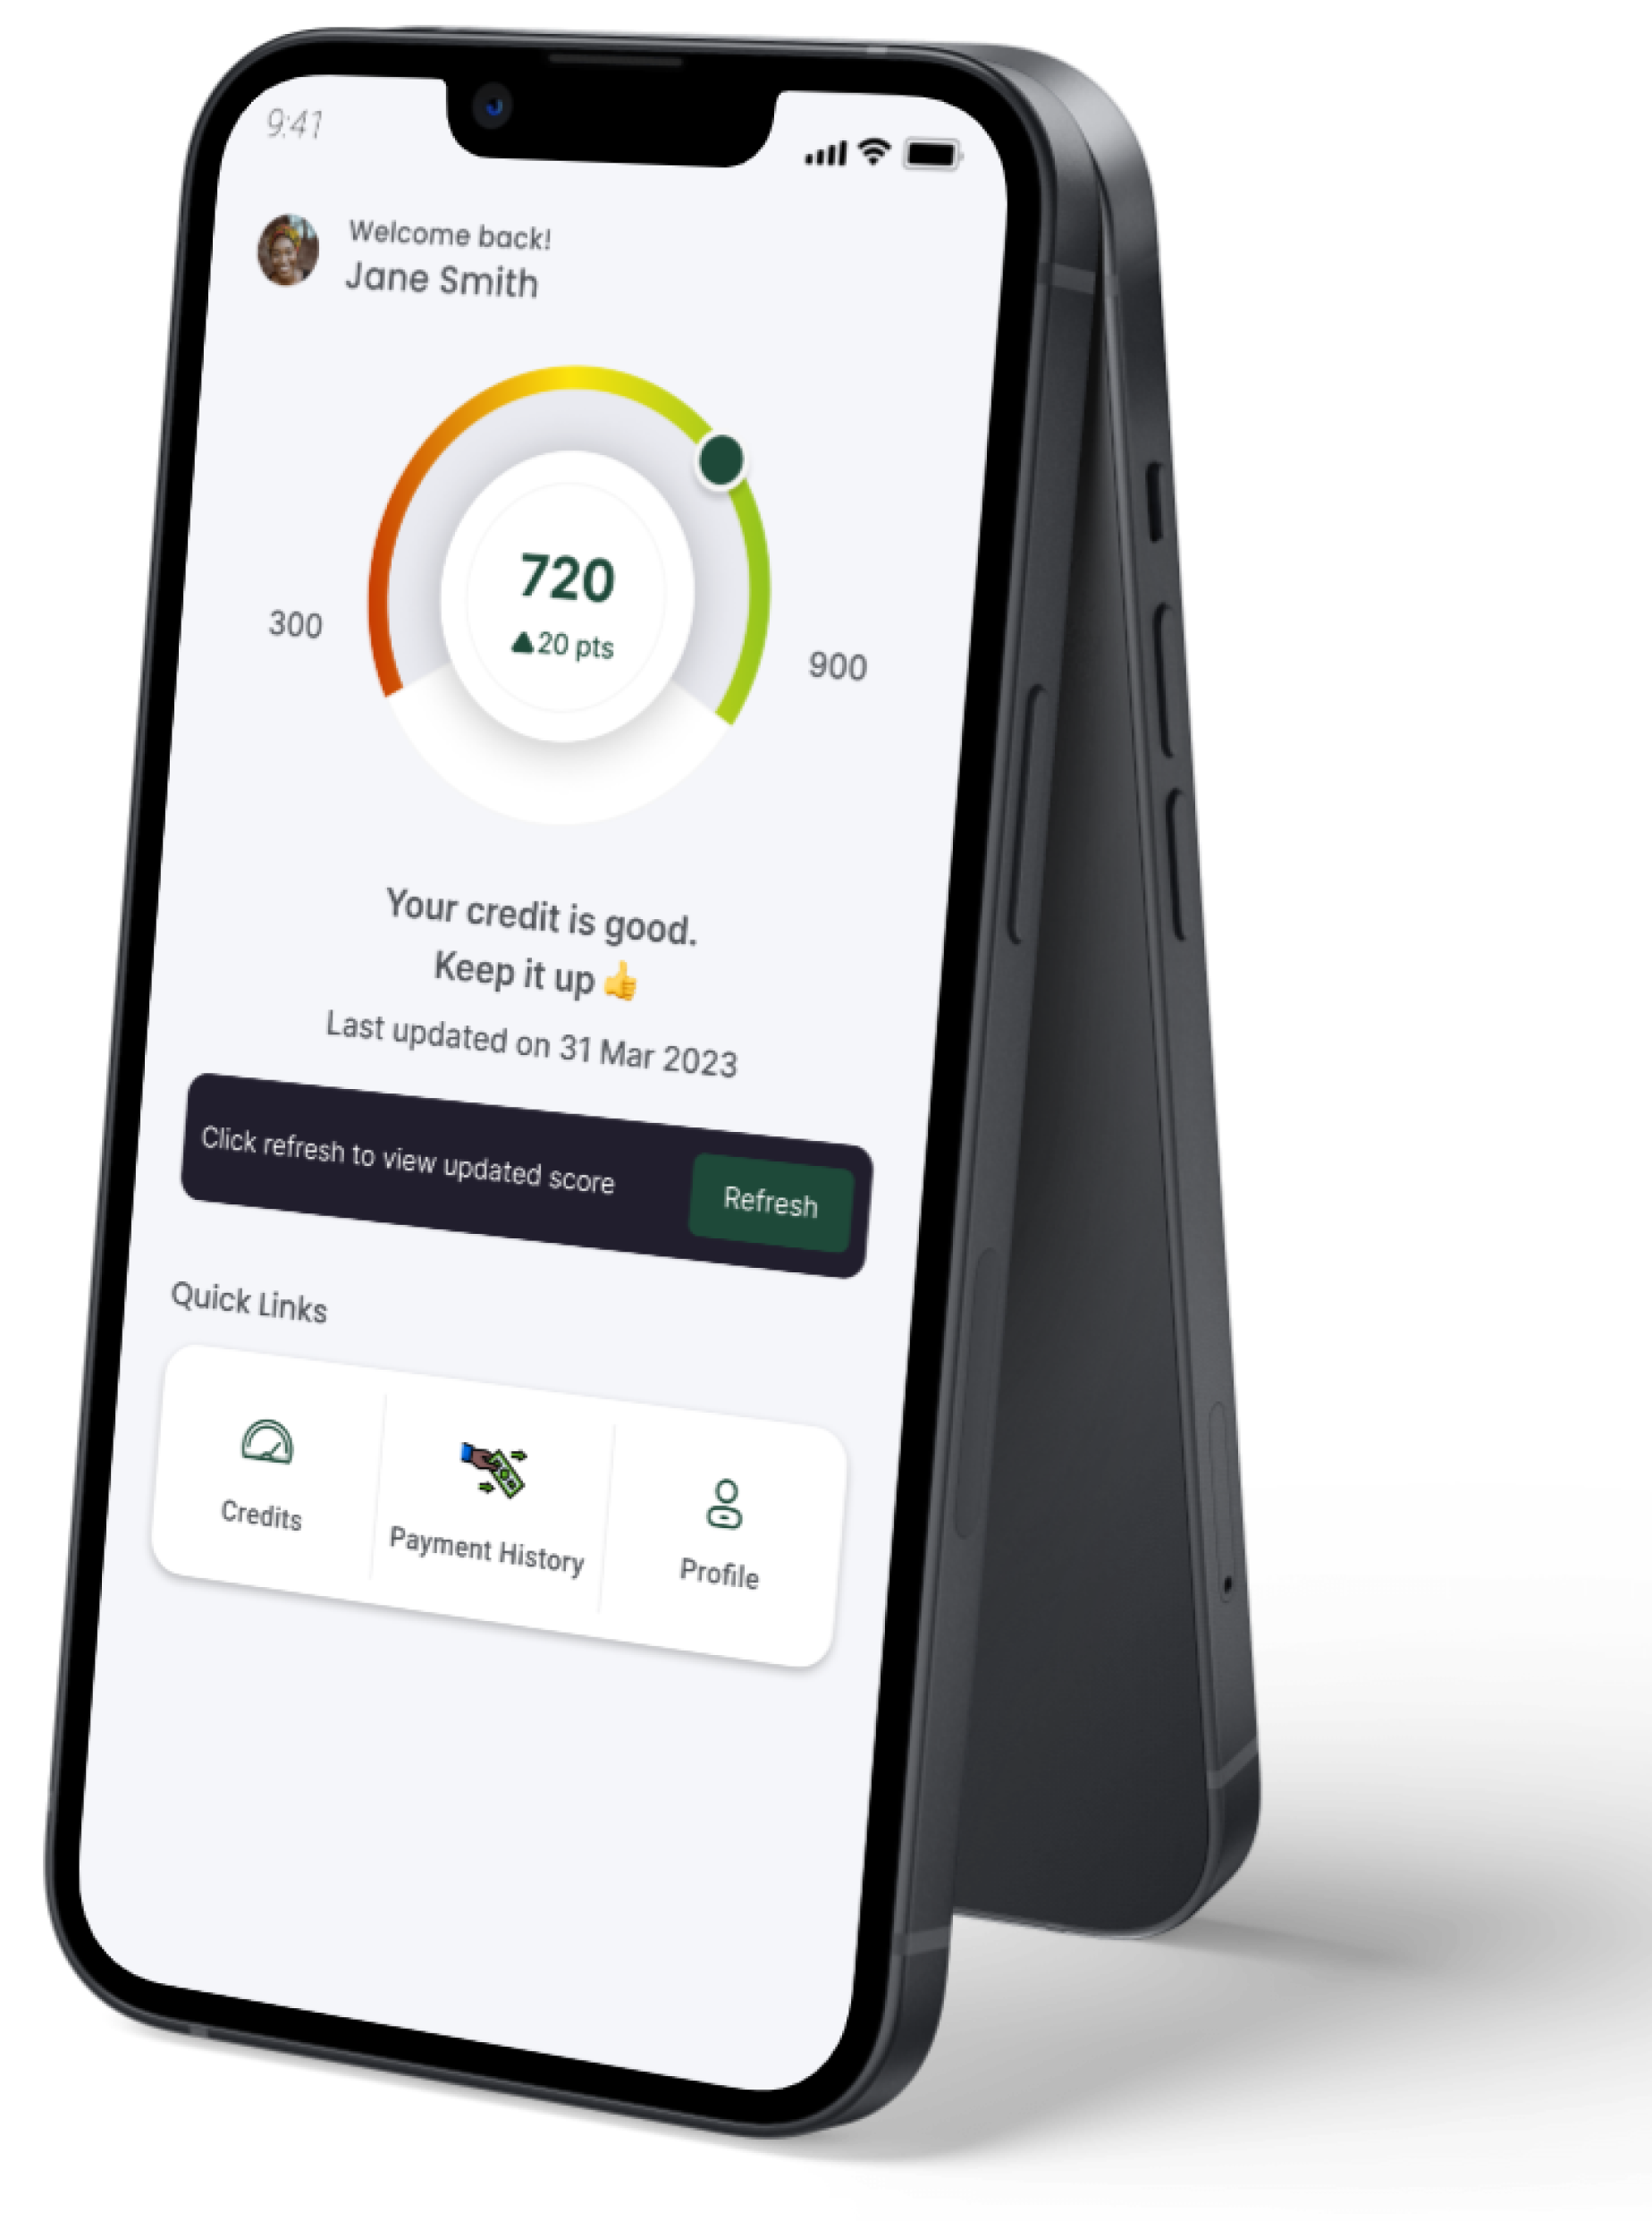 9:41
Welcome back!
Jane Smith
720
▲20 pts
300
900
Your credit is good.
Keep it up 👍
Last updated on 31 Mar 2023
Click refresh to view updated score
Refresh
Quick Links
Credits
Payment History
Profile